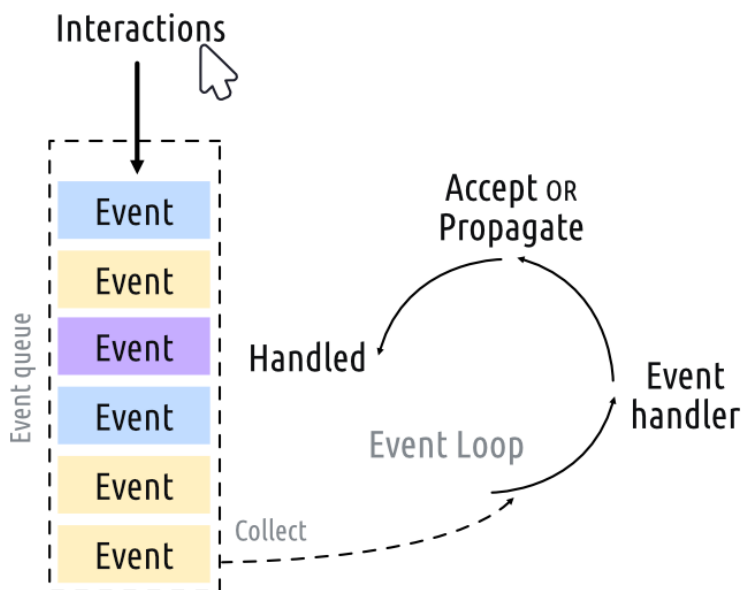 Interactions
Event
Event
Event
Event
Event
Event
Event queue
Collect
Event Loop
Event
handler
Accept OR
Propagate
Handled